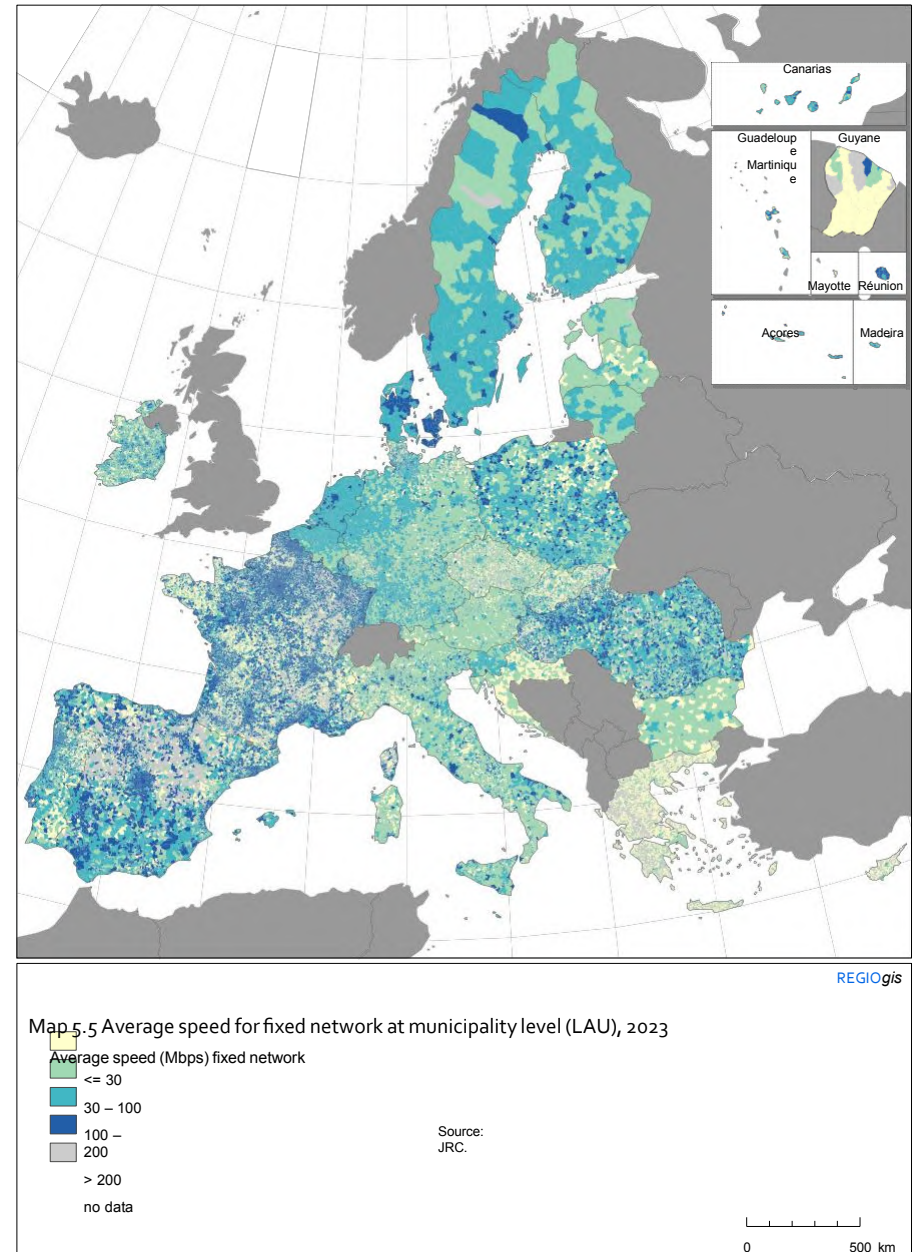 Canarias
Guadeloup
e
Martiniqu
e
Guyane
Mayotte
Réunion
Açores
Madeira
REGIOgis
Map 5.5 Average speed for fixed network at municipality level (LAU), 2023
Average speed (Mbps) fixed network
<= 30
30 – 100
100 –
200
> 200
no data
Source:
JRC.
0 500 km